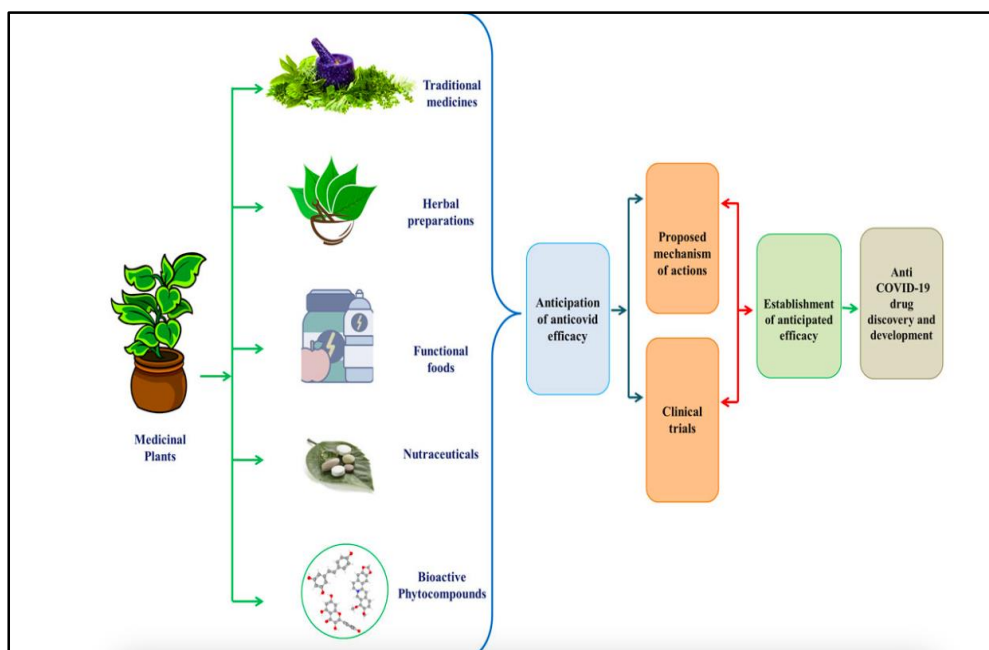 Medicinal
Plants
Traditional
medicines
Herbal
preparations
Functional
foods
Nutraceuticals
Bioactive
Phytocompounds
Anticipation
of anticovid
efficacy
Proposed
mechanism
of actions
Clinical
trials
Establishment
of anticipated
efficacy
Anti
COVID-19
drug
discovery and
development